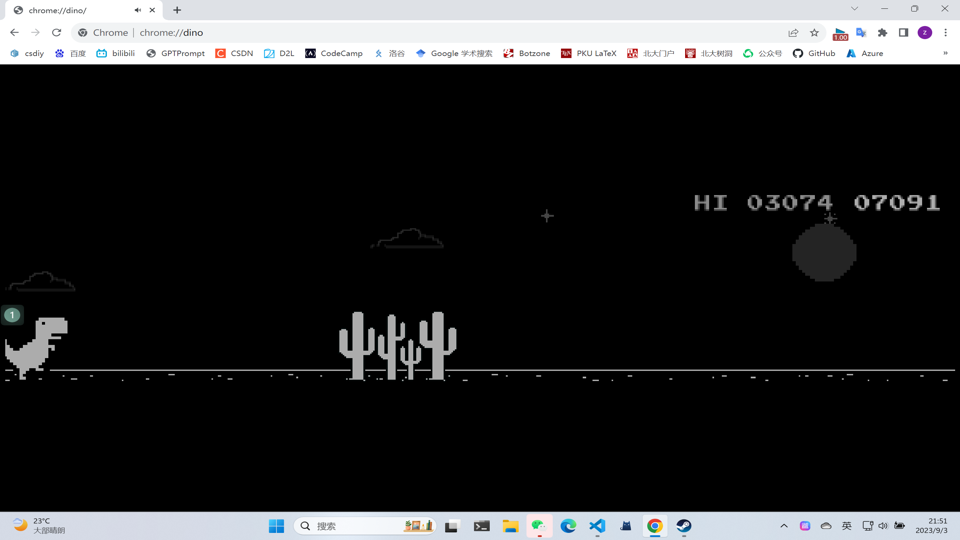 chrome://dino/
Chrome | chrome://dino
1.00
z
csdiy 百度 bilibili GPTPrompt CSDN D2L CodeCamp 洛谷 Google 学术搜索 Botzone PKU LaTeX 北大门户 北大树洞 公众号 GitHub Azure »
HI 03074 07091
1
23°C
大部晴朗
搜索
英
21:51
2023/9/3